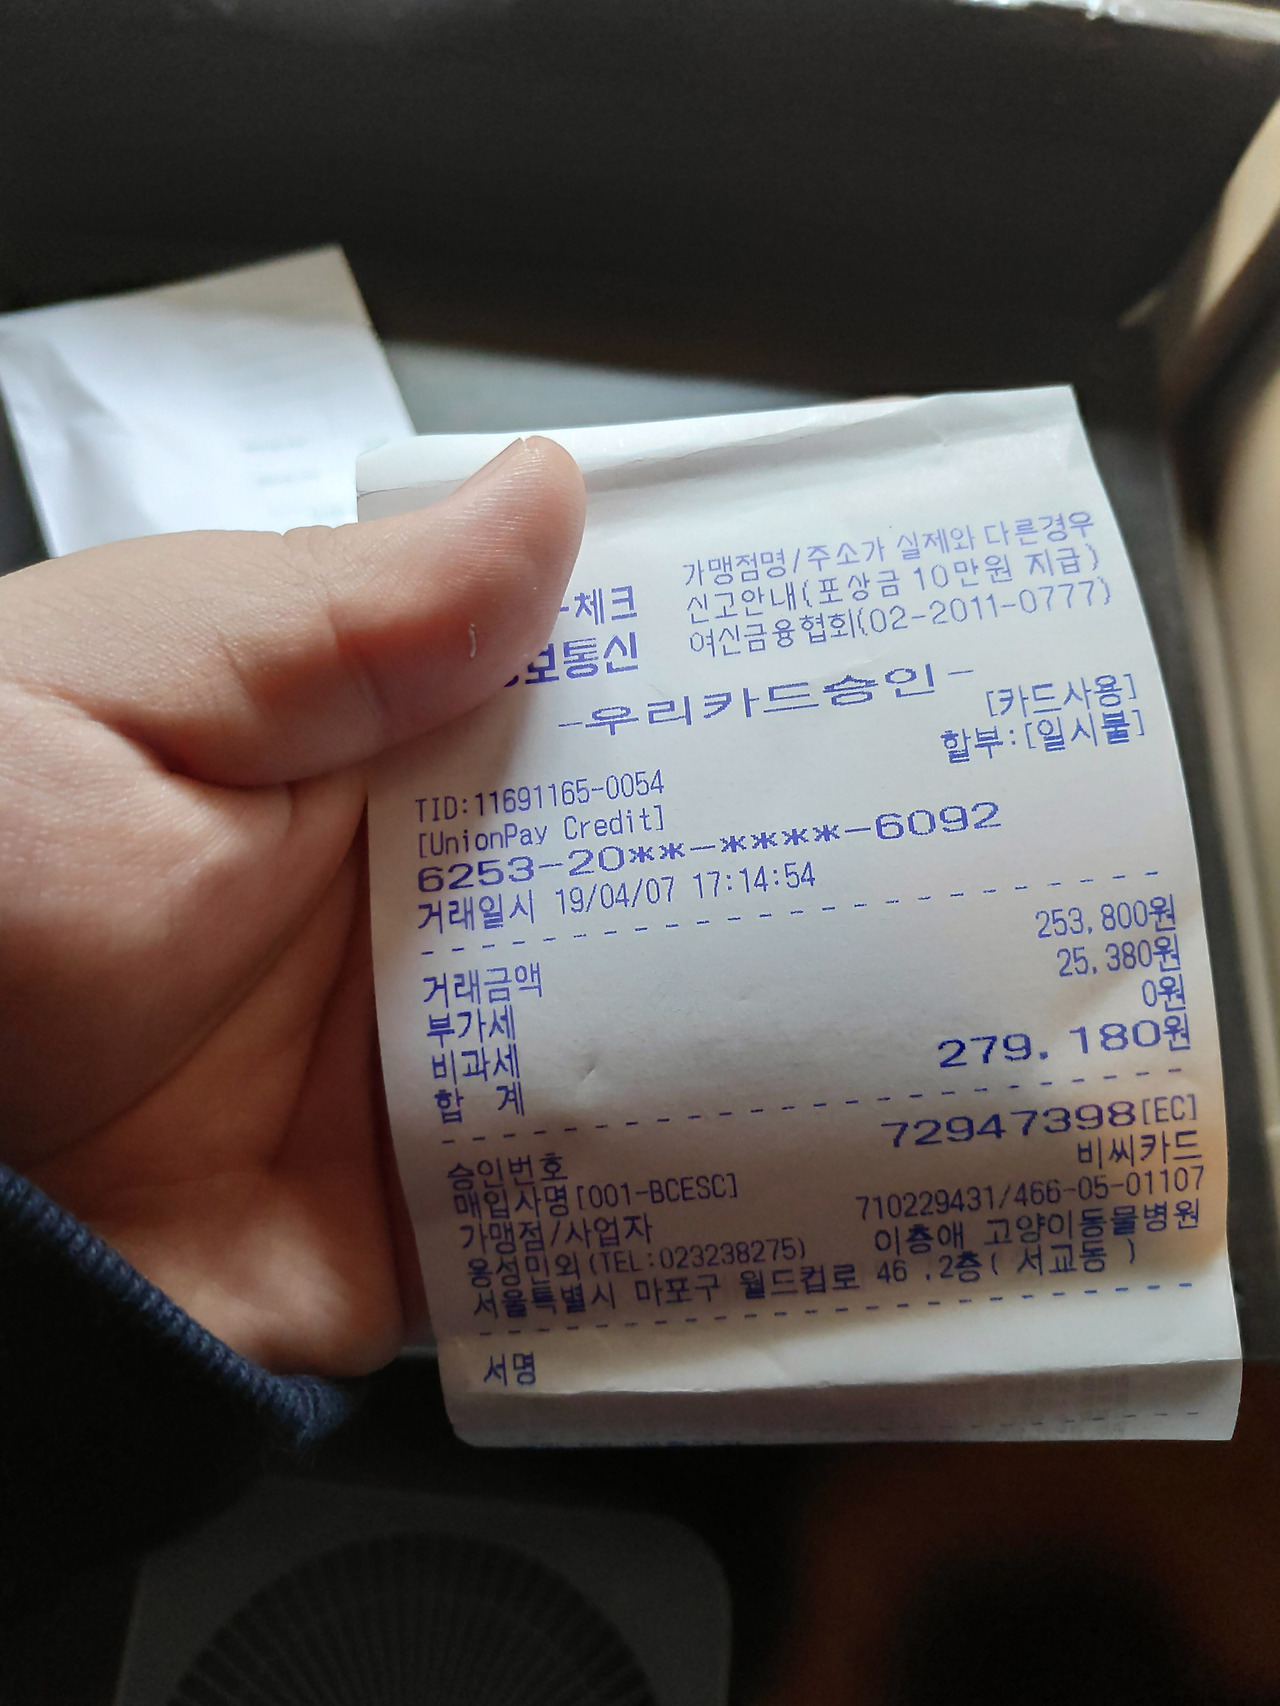 체크
보통신
가맹점명/주소가 실제와 다른경우
신고안내(포상금 10만원 지급)
여신금융협회(02-2011-0777)
-우리카드승인-
[카드사용]
할부:[일시불]
TID:11691165-0054
[UnionPay Credit]
6253-20**-****-6092
거래일시 19/04/07 17:14:54
거래금액 253,800원
부가세 25,380원
비과세 0원
합 계 279,180원
승인번호 72947398[EC]
매입사명[001-BCESC] 비씨카드
가맹점/사업자 710229431/466-05-01107
용성민외(TEL:023238275) 이층애 고양이동물병원
서울특별시 마포구 월드컵로 46 .2층( 서교동 )
서명